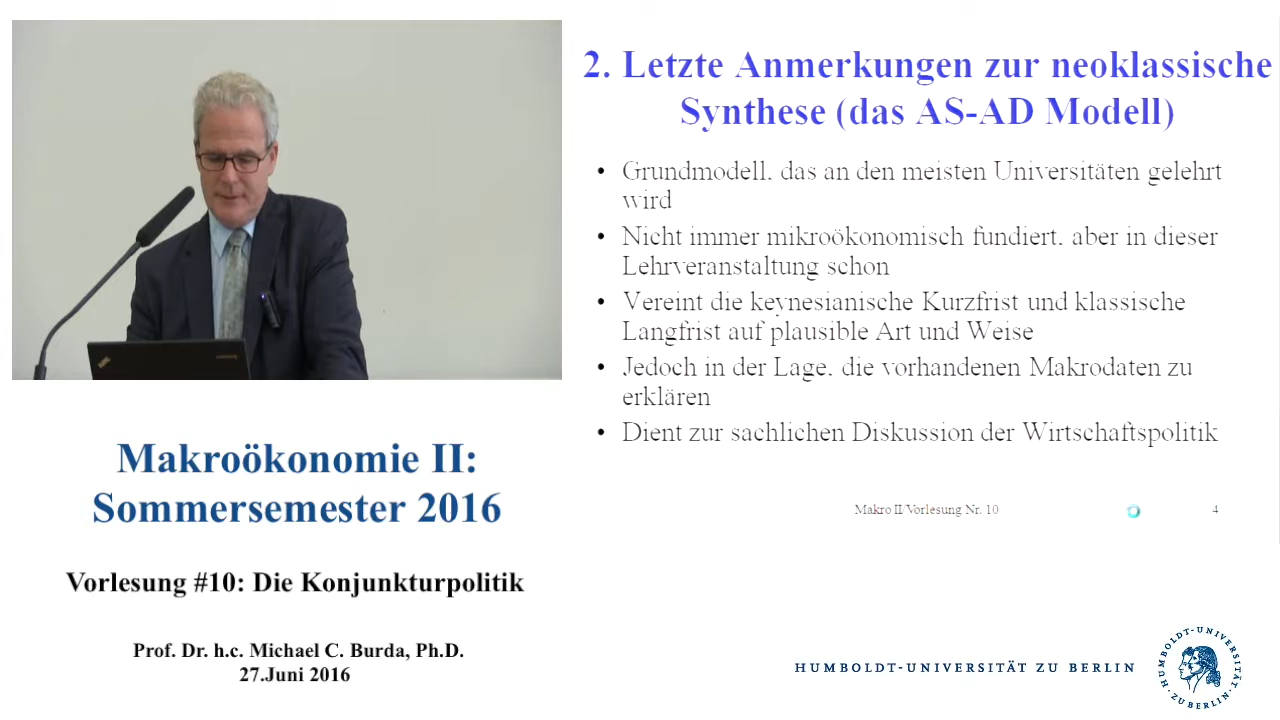 2. Letzte Anmerkungen zur neoklassische
Synthese (das AS-AD Modell)
• Grundmodell, das an den meisten Universitäten gelehrt
wird
• Nicht immer mikroökonomisch fundiert, aber in dieser
Lehrveranstaltung schon
• Vereint die keynesianische Kurzfrist und klassische
Langfrist auf plausible Art und Weise
• Jedoch in der Lage, die vorhandenen Makrodaten zu
erklären
• Dient zur sachlichen Diskussion der Wirtschaftspolitik
Makro II/Vorlesung Nr. 10
4
Makroökonomie II:
Sommersemester 2016
Vorlesung #10: Die Konjunkturpolitik
Prof. Dr. h.c. Michael C. Burda, Ph.D.
27.Juni 2016
HUMBOLDT-UNIVERSITÄT ZU BERLIN
HUMBOLDT-UNIVERSITÄT · ZU BERLIN ·